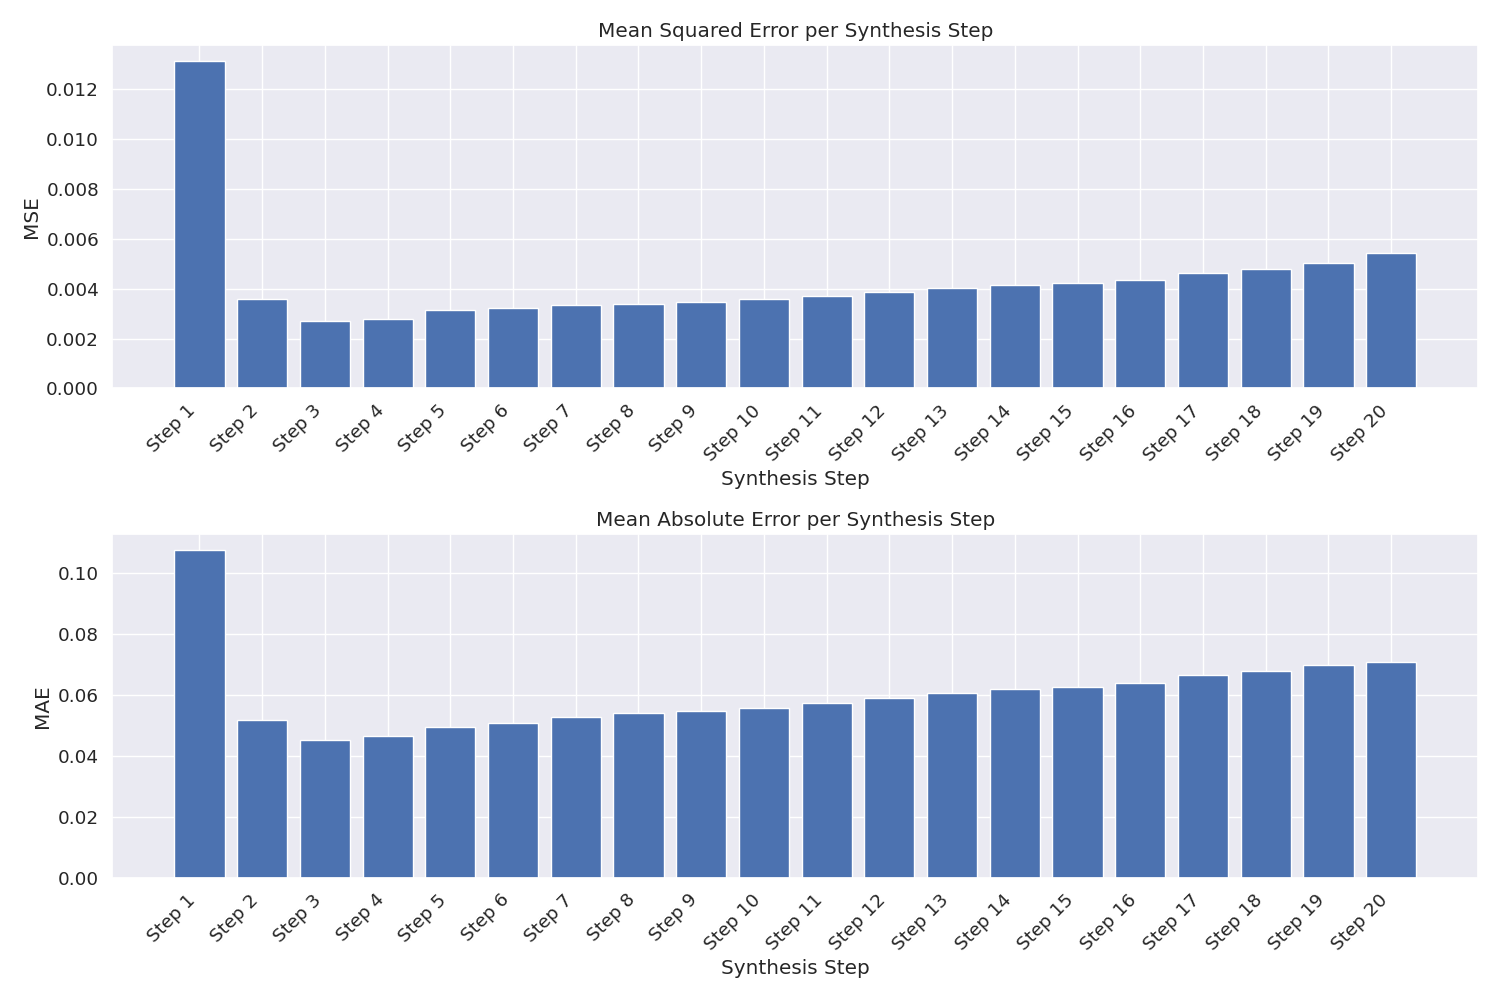 Mean Squared Error per Synthesis Step
MSE
0.012
0.010
0.008
0.006
0.004
0.002
0.000
Step 1
Step 2
Step 3
Step 4
Step 5
Step 6
Step 7
Step 8
Step 9
Step 10
Step 11
Step 12
Step 13
Step 14
Step 15
Step 16
Step 17
Step 18
Step 19
Step 20
Synthesis Step
Mean Absolute Error per Synthesis Step
MAE
0.10
0.08
0.06
0.04
0.02
0.00
Step 1
Step 2
Step 3
Step 4
Step 5
Step 6
Step 7
Step 8
Step 9
Step 10
Step 11
Step 12
Step 13
Step 14
Step 15
Step 16
Step 17
Step 18
Step 19
Step 20
Synthesis Step